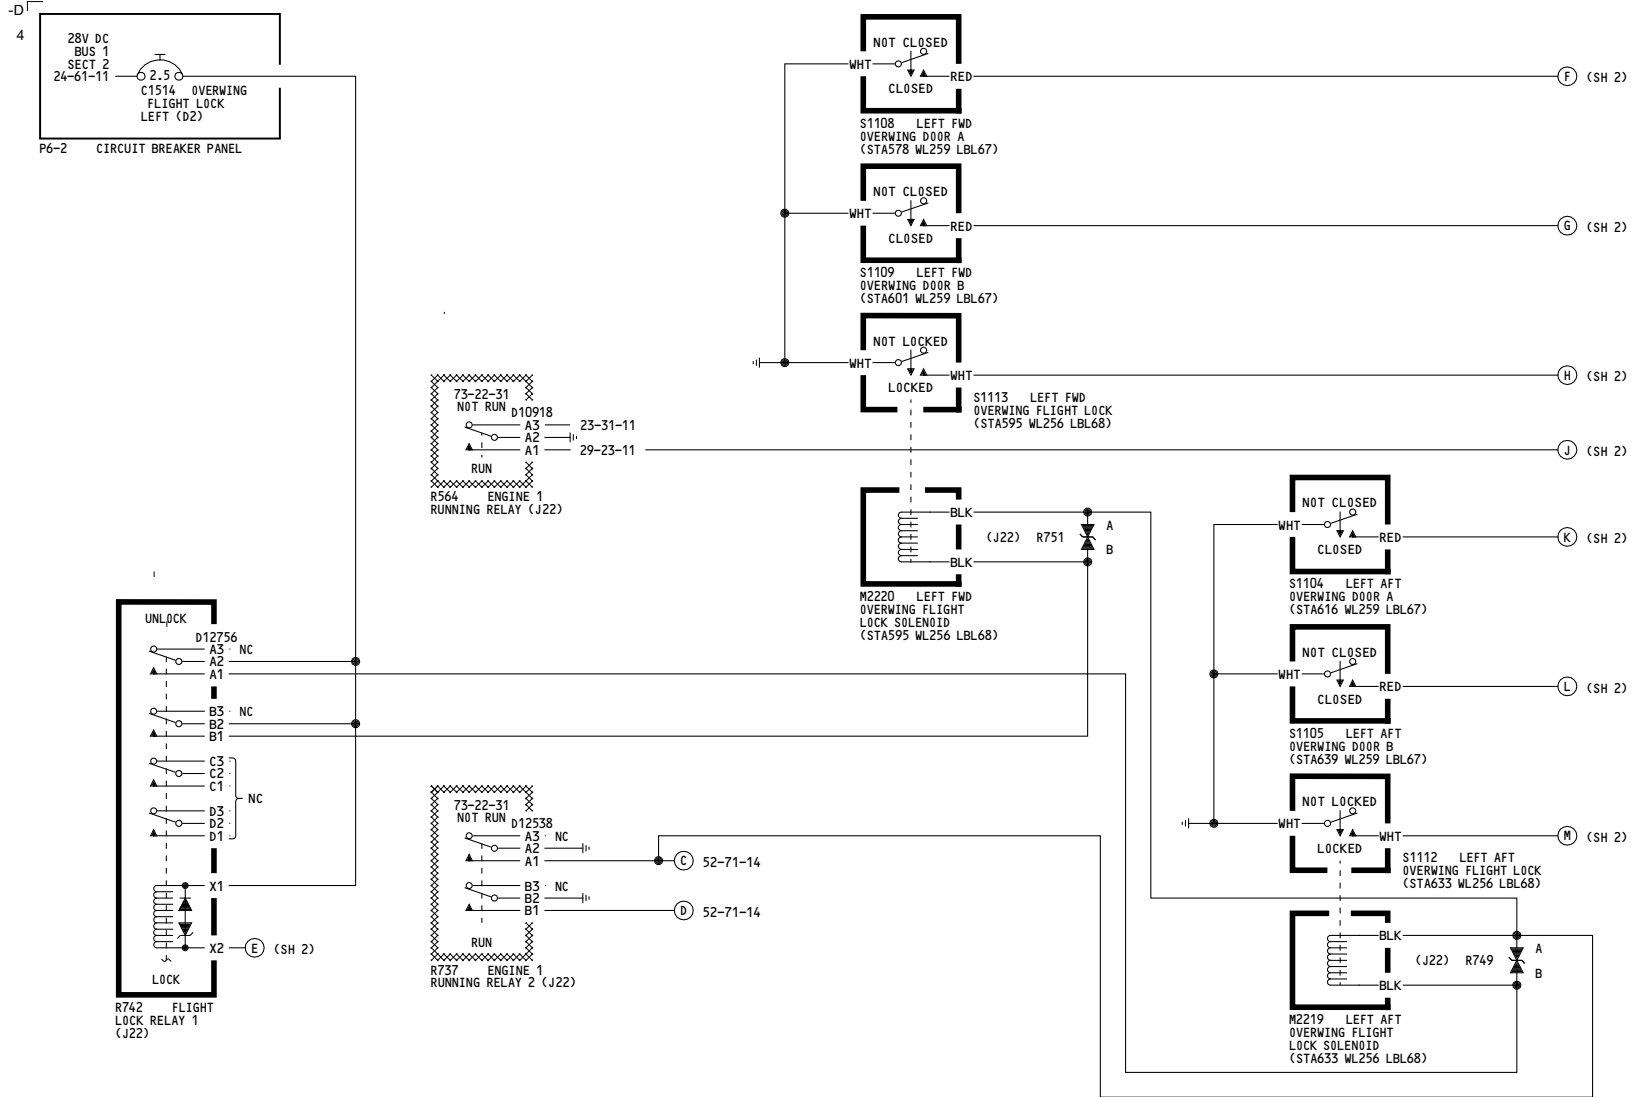 -D
4
28V DC
BUS 1
SECT 2
24-61-11
2.5
C1514 OVERWING
FLIGHT LOCK
LEFT (D2)
P6-2 CIRCUIT BREAKER PANEL
NOT CLOSED
WHT
RED
CLOSED
S1108 LEFT FWD
OVERWING DOOR A
(STA578 WL259 LBL67)
F (SH 2)
NOT CLOSED
WHT
RED
CLOSED
S1109 LEFT FWD
OVERWING DOOR B
(STA601 WL259 LBL67)
G (SH 2)
NOT LOCKED
WHT
WHT
LOCKED
S1113 LEFT FWD
OVERWING FLIGHT LOCK
(STA595 WL256 LBL68)
H (SH 2)
73-22-31
NOT RUN
D10918
A3 23-31-11
A2
A1 29-23-11
RUN
R564 ENGINE 1
RUNNING RELAY (J22)
J (SH 2)
BLK
(J22) R751
A
B
BLK
M2220 LEFT FWD
OVERWING FLIGHT
LOCK SOLENOID
(STA595 WL256 LBL68)
NOT CLOSED
WHT
RED
CLOSED
S1104 LEFT AFT
OVERWING DOOR A
(STA616 WL259 LBL67)
K (SH 2)
NOT CLOSED
WHT
RED
CLOSED
S1105 LEFT AFT
OVERWING DOOR B
(STA639 WL259 LBL67)
L (SH 2)
NOT LOCKED
WHT
WHT
LOCKED
S1112 LEFT AFT
OVERWING FLIGHT LOCK
(STA633 WL256 LBL68)
M (SH 2)
UNLOCK
D12756
A3 NC
A2
A1
B3 NC
B2
B1
C3
C2
C1
NC
D3
D2
D1
X1
X2 E (SH 2)
LOCK
R742 FLIGHT
LOCK RELAY 1
(J22)
73-22-31
NOT RUN
D12538
A3 NC
A2
A1 C 52-71-14
B3 NC
B2
B1 D 52-71-14
RUN
R737 ENGINE 1
RUNNING RELAY 2 (J22)
BLK
(J22) R749
A
B
BLK
M2219 LEFT AFT
OVERWING FLIGHT
LOCK SOLENOID
(STA633 WL256 LBL68)